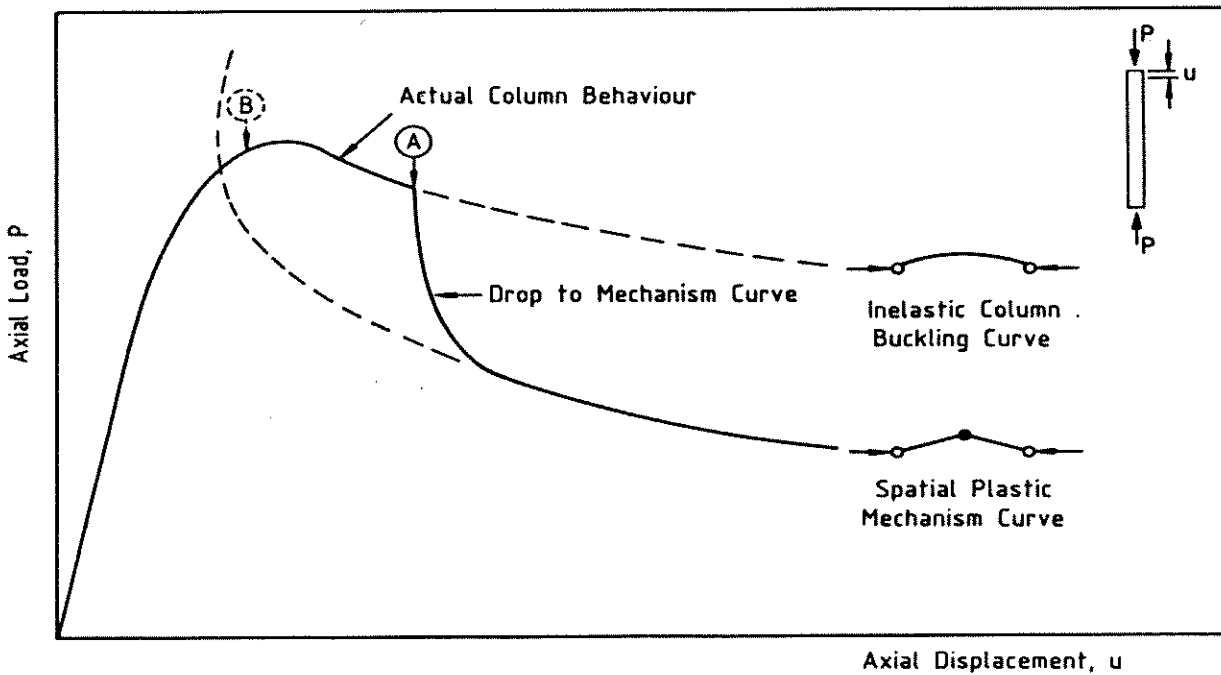 P
u
B
Actual Column Behaviour
A
P
Axial Load, P
Drop to Mechanism Curve
Inelastic Column
Buckling Curve
Spatial Plastic
Mechanism Curve
Axial Displacement, u